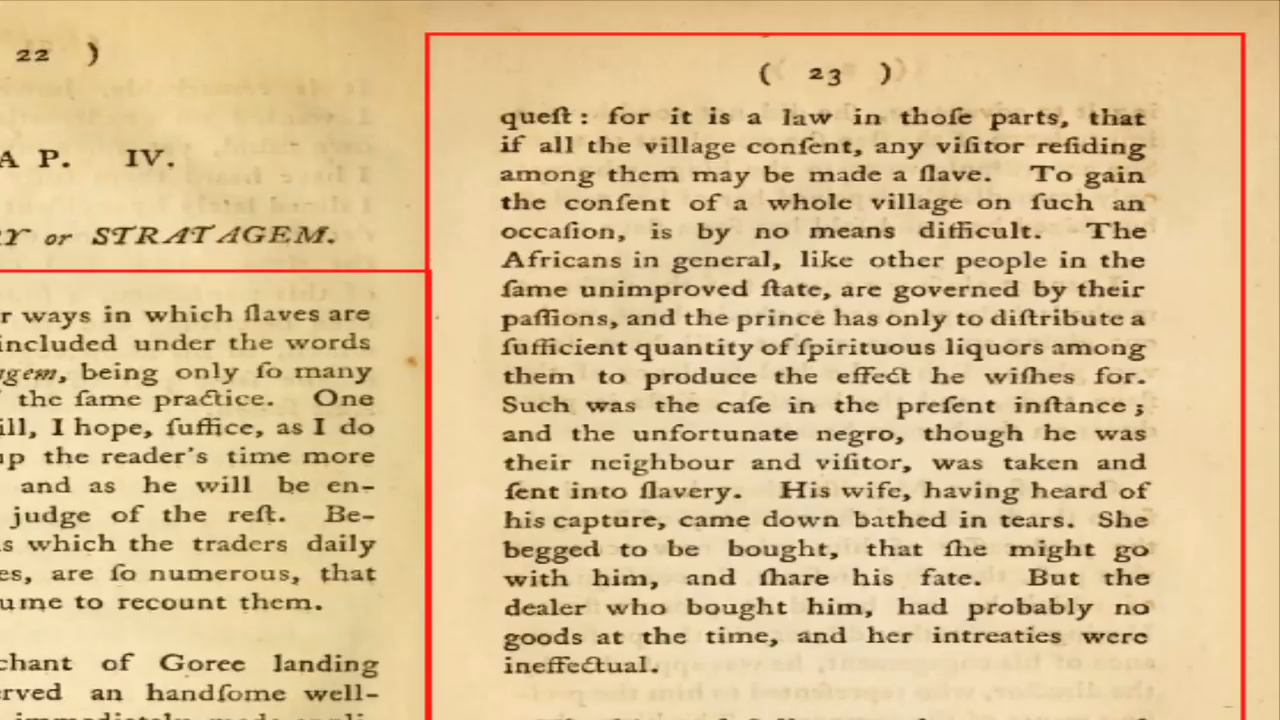 22 )
A P. IV.
or STRATAGEM.
ways in which ſlaves are
included under the words
being only ſo many
the ſame practice. One
I hope, ſuffice, as I do
the reader's time more
and as he will be en-
judge of the reſt. Be-
which the traders daily
are ſo numerous, that
to recount them.
of Goree landing
an handſome well-
( 23 )
queſt: for it is a law in thoſe parts, that
if all the village conſent, any viſitor reſiding
among them may be made a ſlave. To gain
the conſent of a whole village on ſuch an
occaſion, is by no means difficult. The
Africans in general, like other people in the
ſame unimproved ſtate, are governed by their
paſſions, and the prince has only to diſtribute a
ſufficient quantity of ſpirituous liquors among
them to produce the effect he wiſhes for.
Such was the caſe in the preſent inſtance;
and the unfortunate negro, though he was
their neighbour and viſitor, was taken and
ſent into ſlavery. His wife, having heard of
his capture, came down bathed in tears. She
begged to be bought, that ſhe might go
with him, and ſhare his fate. But the
dealer who bought him, had probably no
goods at the time, and her intreaties were
ineffectual.